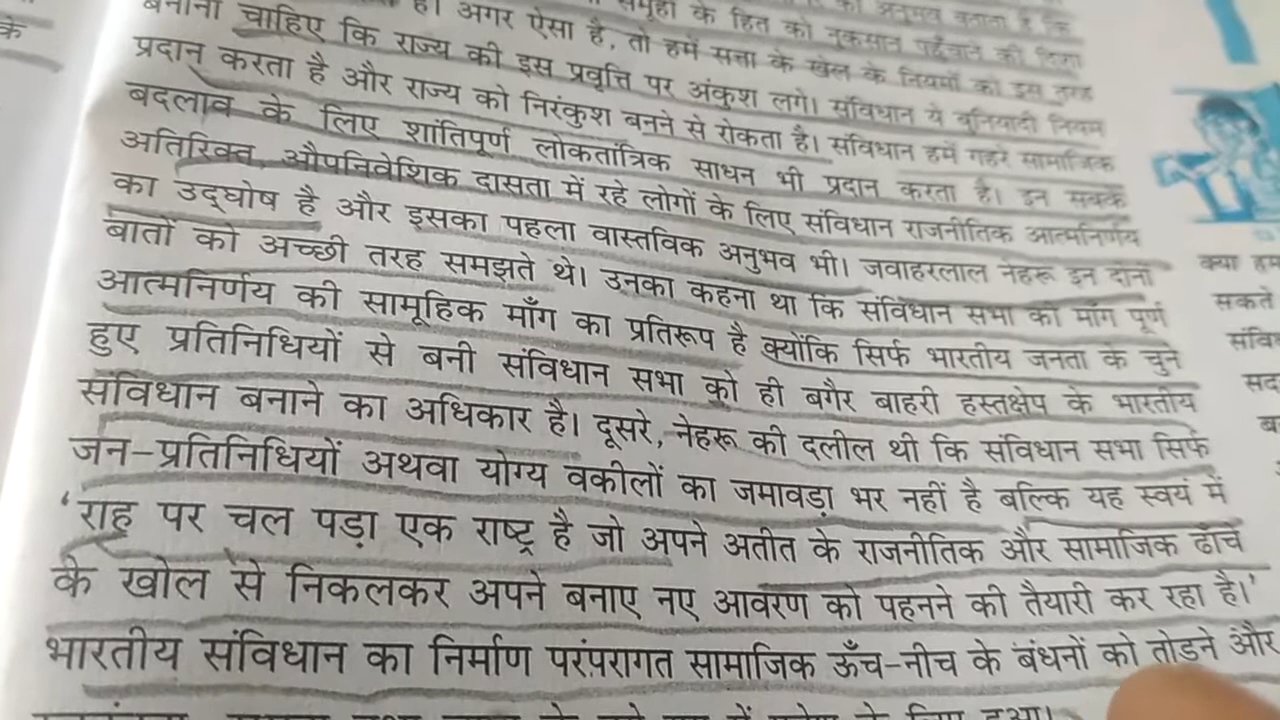 के
समूहों के हित को नुकसान पहुँचाने की दिशा
है। अगर ऐसा है, तो हमें सत्ता के खेल के नियमों को इस तरह
बनाना चाहिए कि राज्य की इस प्रवृत्ति पर अंकुश लगे। संविधान ये बुनियादी नियम
प्रदान करता है और राज्य को निरंकुश बनने से रोकता है। संविधान हमें गहरे सामाजिक
बदलाव के लिए शांतिपूर्ण लोकतांत्रिक साधन भी प्रदान करता है। इन सबके
अतिरिक्त, औपनिवेशिक दासता में रहे लोगों के लिए संविधान राजनीतिक आत्मनिर्णय
का उद्घोष है और इसका पहला वास्तविक अनुभव भी। जवाहरलाल नेहरू इन दोनों
बातों को अच्छी तरह समझते थे। उनका कहना था कि संविधान सभा की माँग पूर्ण
आत्मनिर्णय की सामूहिक माँग का प्रतिरूप है क्योंकि सिर्फ भारतीय जनता के चुने
हुए प्रतिनिधियों से बनी संविधान सभा को ही बगैर बाहरी हस्तक्षेप के भारतीय
संविधान बनाने का अधिकार है। दूसरे, नेहरू की दलील थी कि संविधान सभा सिर्फ
जन-प्रतिनिधियों अथवा योग्य वकीलों का जमावड़ा भर नहीं है बल्कि यह स्वयं में
'राह पर चल पड़ा एक राष्ट्र है जो अपने अतीत के राजनीतिक और सामाजिक ढाँचे
के खोल से निकलकर अपने बनाए नए आवरण को पहनने की तैयारी कर रहा है।'
भारतीय संविधान का निर्माण परंपरागत सामाजिक ऊँच-नीच के बंधनों को तोड़ने और
क्या हम
सकते